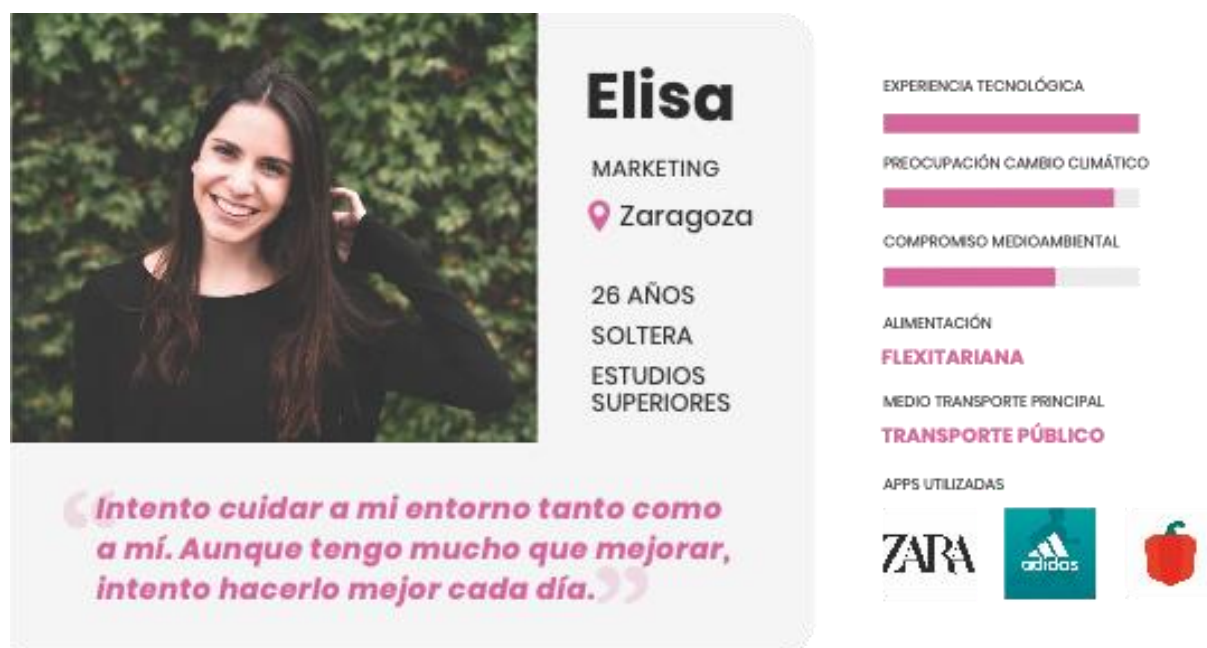 Elisa
MARKETING
Zaragoza
26 AÑOS
SOLTERA
ESTUDIOS
SUPERIORES
“Intento cuidar a mi entorno tanto como
a mí. Aunque tengo mucho que mejorar,
intento hacerlo mejor cada día.”
EXPERIENCIA TECNOLÓGICA
PREOCUPACIÓN CAMBIO CLIMÁTICO
COMPROMISO MEDIOAMBIENTAL
ALIMENTACIÓN
FLEXITARIANA
MEDIO TRANSPORTE PRINCIPAL
TRANSPORTE PÚBLICO
APPS UTILIZADAS
ZARA
adidas